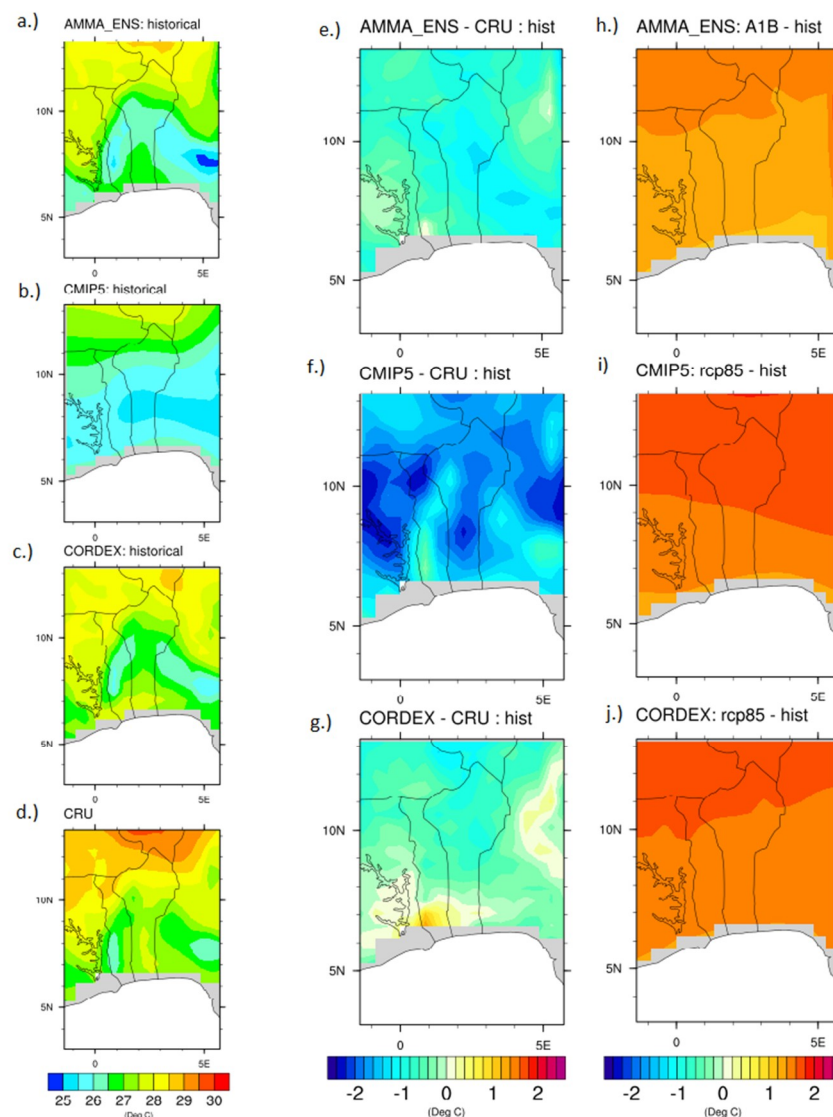 a.)
AMMA_ENS: historical
10N
5N
0
5E
b.)
CMIP5: historical
10N
5N
0
5E
c.)
CORDEX: historical
10N
5N
0
5E
d.)
CRU
10N
5N
0
5E
25 26 27 28 29 30
(Deg C)
e.)
AMMA_ENS - CRU : hist
10N
5N
0
5E
f.)
CMIP5 - CRU : hist
10N
5N
0
5E
g.)
CORDEX - CRU : hist
10N
5N
0
5E
-2 -1 0 1 2
(Deg C)
h.)
AMMA_ENS: A1B - hist
10N
5N
0
5E
i.)
CMIP5: rcp85 - hist
10N
5N
0
5E
j.)
CORDEX: rcp85 - hist
10N
5N
0
5E
-2 -1 0 1 2
(Deg C)